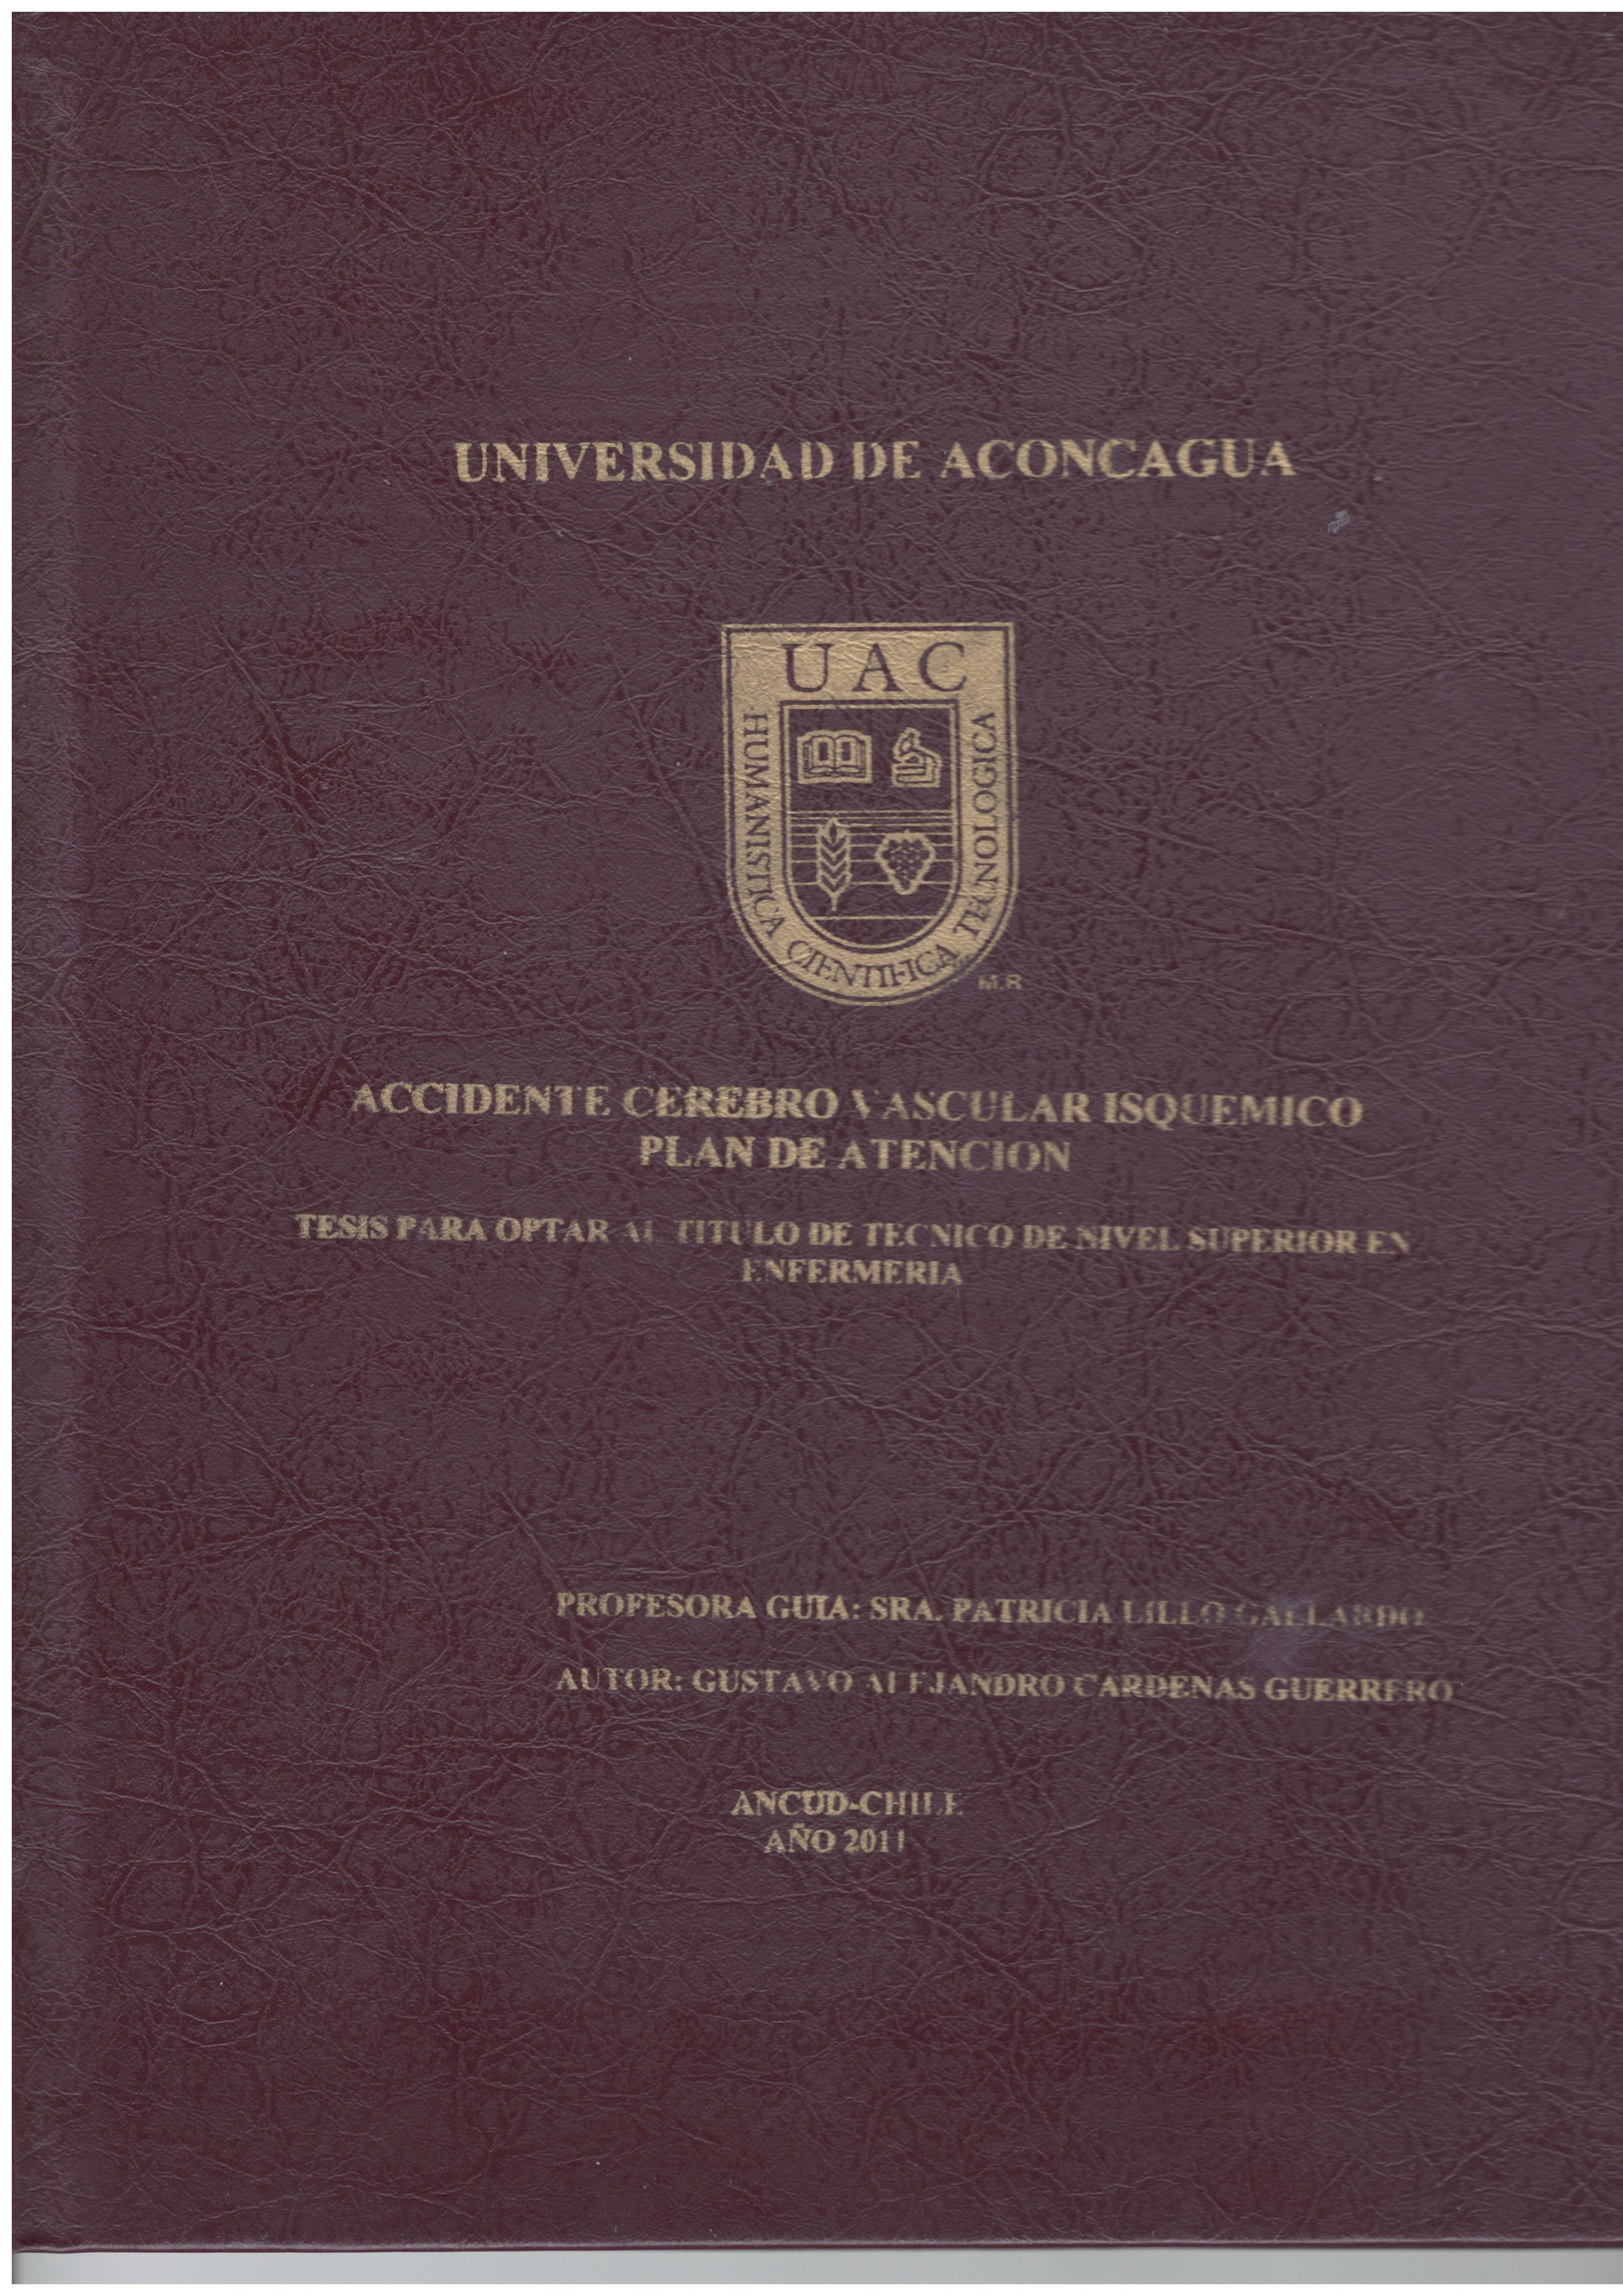 UNIVERSIDAD DE ACONCAGUA
UAC
HUMANISTICA CIENTIFICA TECNOLOGICA
M.R
ACCIDENTE CEREBRO VASCULAR ISQUEMICO
PLAN DE ATENCION
TESIS PARA OPTAR AL TITULO DE TECNICO DE NIVEL SUPERIOR EN
ENFERMERIA
PROFESORA GUIA: SRA. PATRICIA LILLO GALLARDO
AUTOR: GUSTAVO ALEJANDRO CARDENAS GUERRERO
ANCUD-CHILE
AÑO 2011